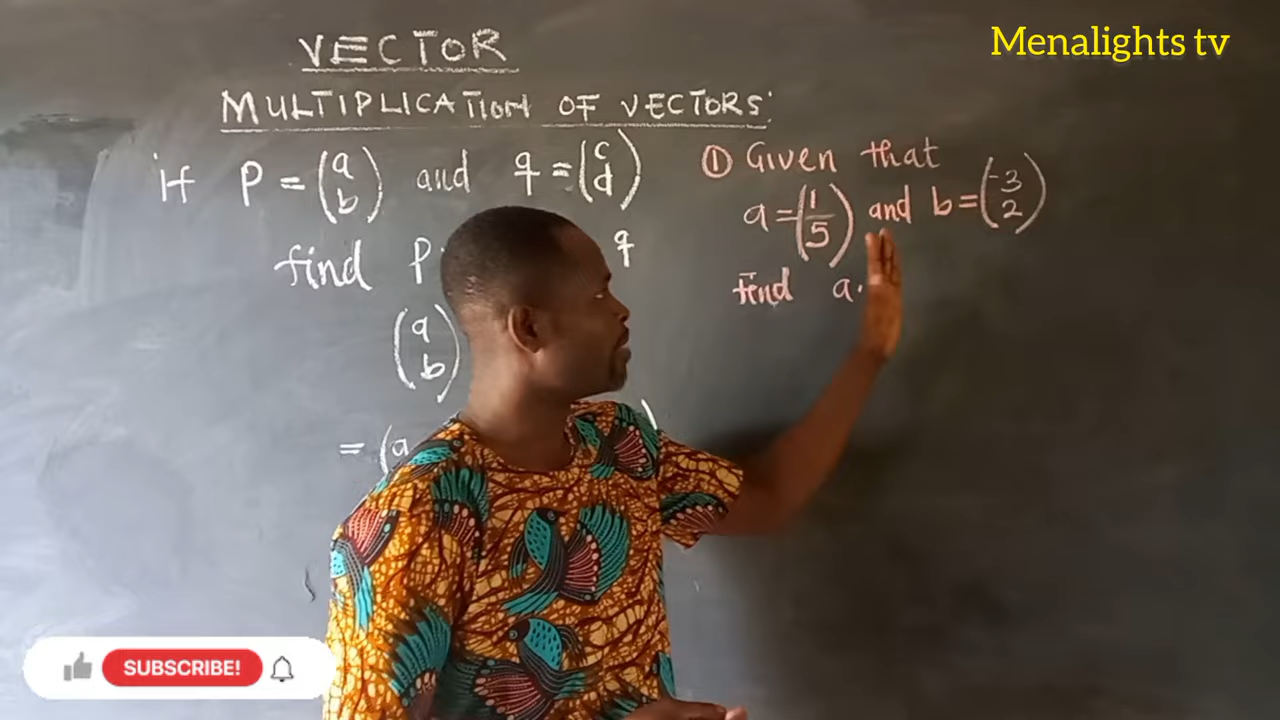 Menalights tv
VECTOR
MULTIPLICATION OF VECTORS:
if P = (a b) and q = (c d)
find P q
(a b)
= (a )
① Given that
a = (1 5) and b = (-3 2)
Find a.
SUBSCRIBE!